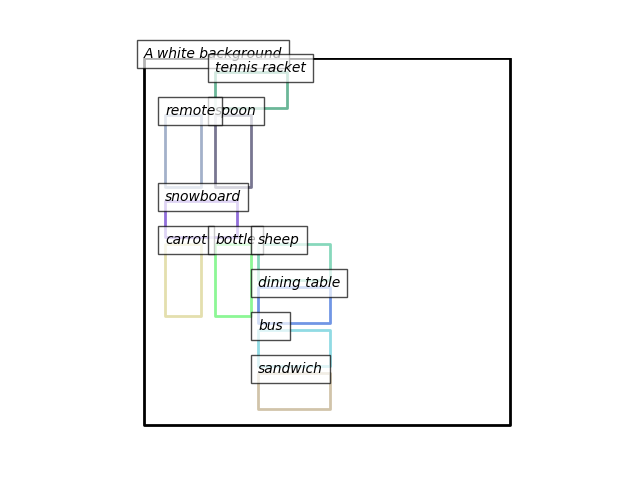 A white background
tennis racket
remote
spoon
snowboard
carrot
bottle
sheep
dining table
bus
sandwich